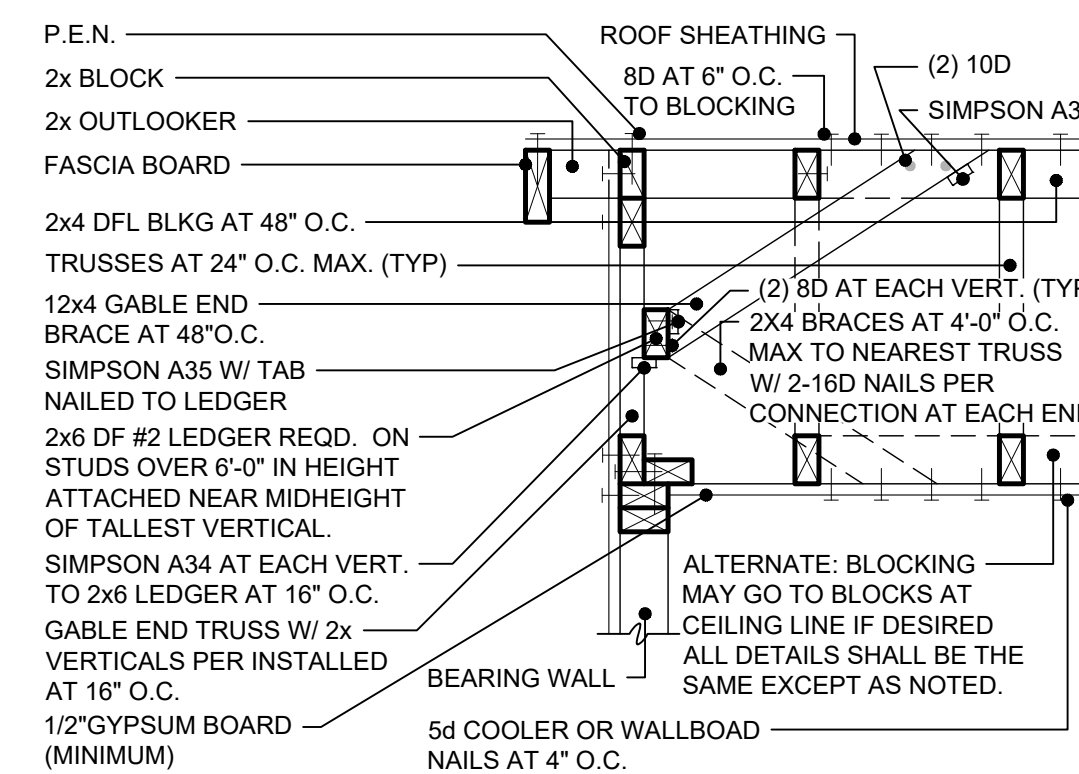 P.E.N.
2x BLOCK
2x OUTLOOKER
FASCIA BOARD
2x4 DFL BLKG AT 48" O.C.
TRUSSES AT 24" O.C. MAX. (TYP)
12x4 GABLE END
BRACE AT 48"O.C.
SIMPSON A35 W/ TAB
NAILED TO LEDGER
2x6 DF #2 LEDGER REQD. ON
STUDS OVER 6'-0" IN HEIGHT
ATTACHED NEAR MIDHEIGHT
OF TALLEST VERTICAL.
SIMPSON A34 AT EACH VERT.
TO 2x6 LEDGER AT 16" O.C.
GABLE END TRUSS W/ 2x
VERTICALS PER INSTALLED
AT 16" O.C.
1/2"GYPSUM BOARD
(MINIMUM)
ROOF SHEATHING
8D AT 6" O.C.
TO BLOCKING
(2) 10D
SIMPSON
(2) 8D AT EACH VERT.
2X4 BRACES AT 4'-0" O.C.
MAX TO NEAREST TRUSS
W/ 2-16D NAILS PER
CONNECTION AT EACH
ALTERNATE: BLOCKING
MAY GO TO BLOCKS AT
CEILING LINE IF DESIRED
ALL DETAILS SHALL BE THE
SAME EXCEPT AS NOTED.
BEARING WALL
5d COOLER OR WALLBOAD
NAILS AT 4" O.C.